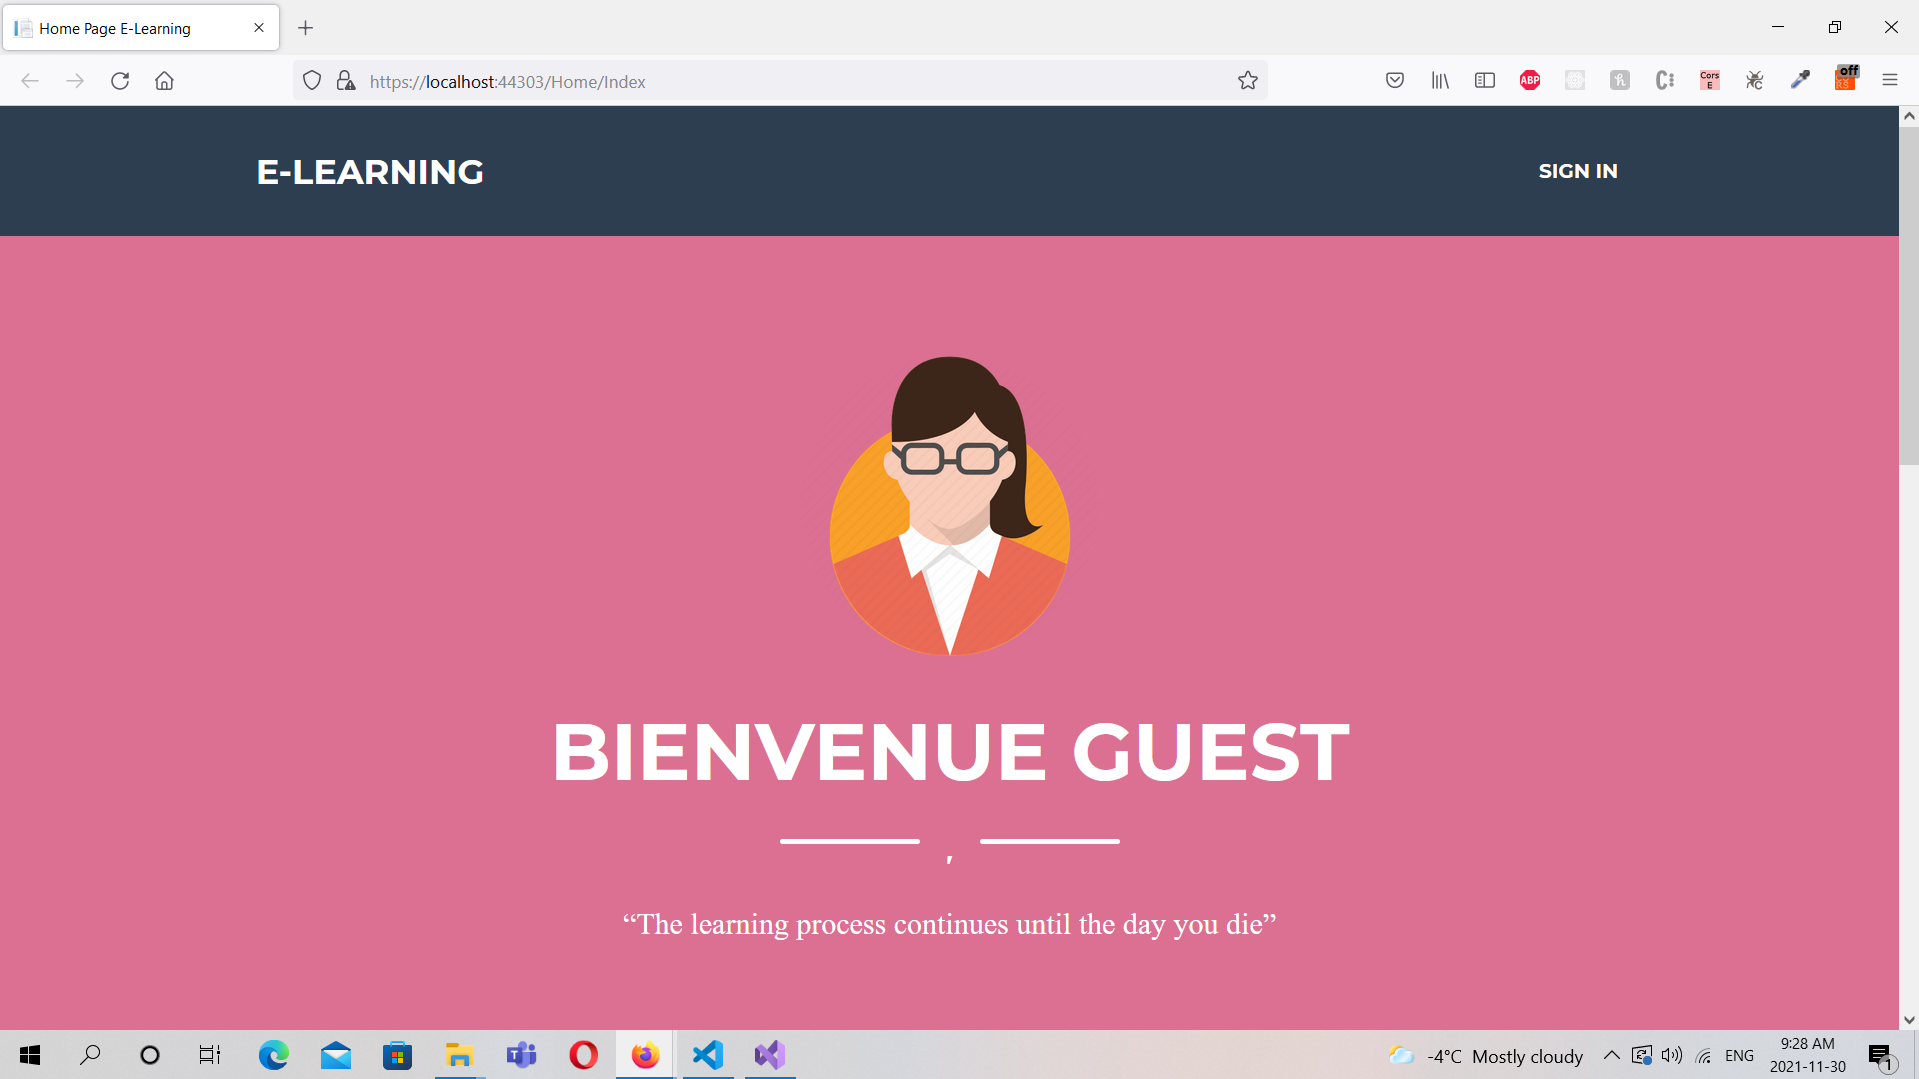 Home Page E-Learning
https://localhost:44303/Home/Index
ABP
Cors
E
off
RS
E-LEARNING
SIGN IN
BIENVENUE GUEST
,
“The learning process continues until the day you die”
-4°C Mostly cloudy
ENG
9:28 AM
2021-11-30
1